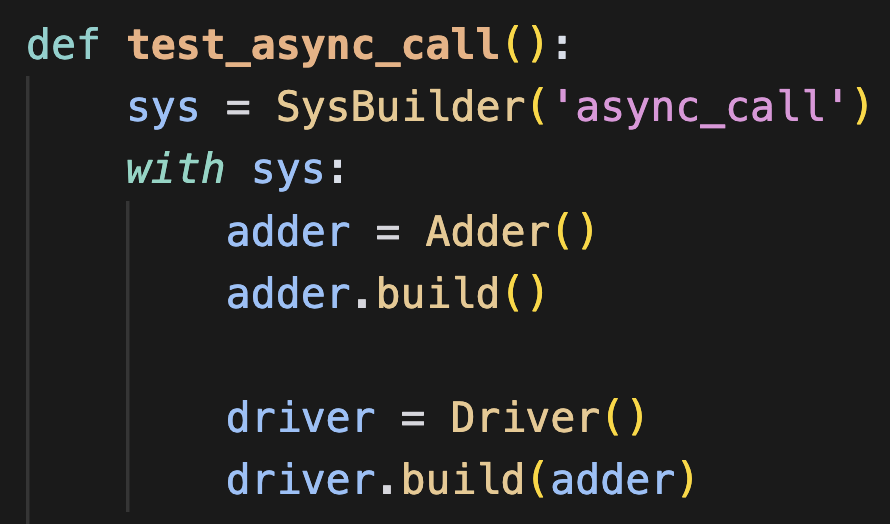 def test_async_call():
    sys = SysBuilder('async_call')
    with sys:
        adder = Adder()
        adder.build()

        driver = Driver()
        driver.build(adder)